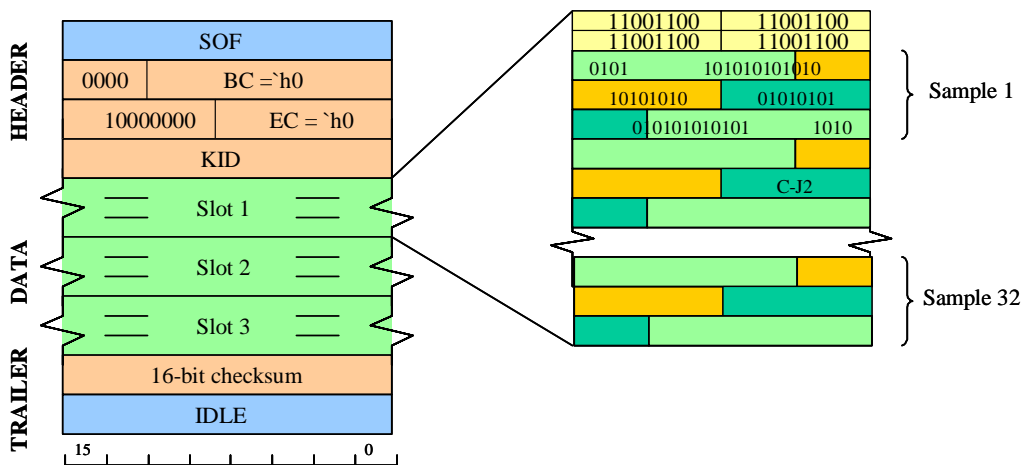 HEADER
SOF
0000 BC =`h0
10000000 EC =`h0
KID
DATA
Slot 1
Slot 2
Slot 3
TRAILER
16-bit checksum
IDLE
15 0
11001100 11001100
11001100 11001100
0101 101010101010
10101010 01010101
010101010101 1010
Sample 1
C-J2
Sample 32